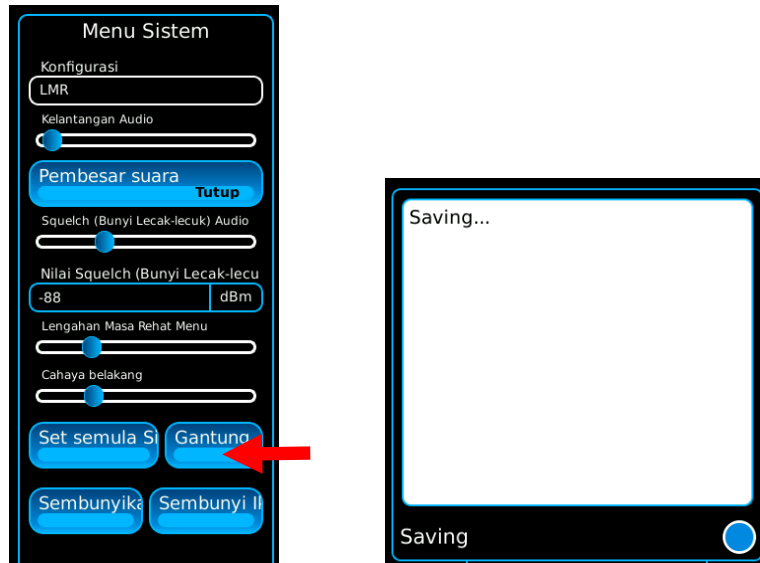 Menu Sistem
Konfigurasi
LMR
Kelantangan Audio
Pembesar suara
Tutup
Squelch (Bunyi Lecak-lecuk) Audio
Nilai Squelch (Bunyi Lecak-lecu
-88 dBm
Lengahan Masa Rehat Menu
Cahaya belakang
Set semula Si Gantung
Sembunyika Sembunyi
Saving...
Saving